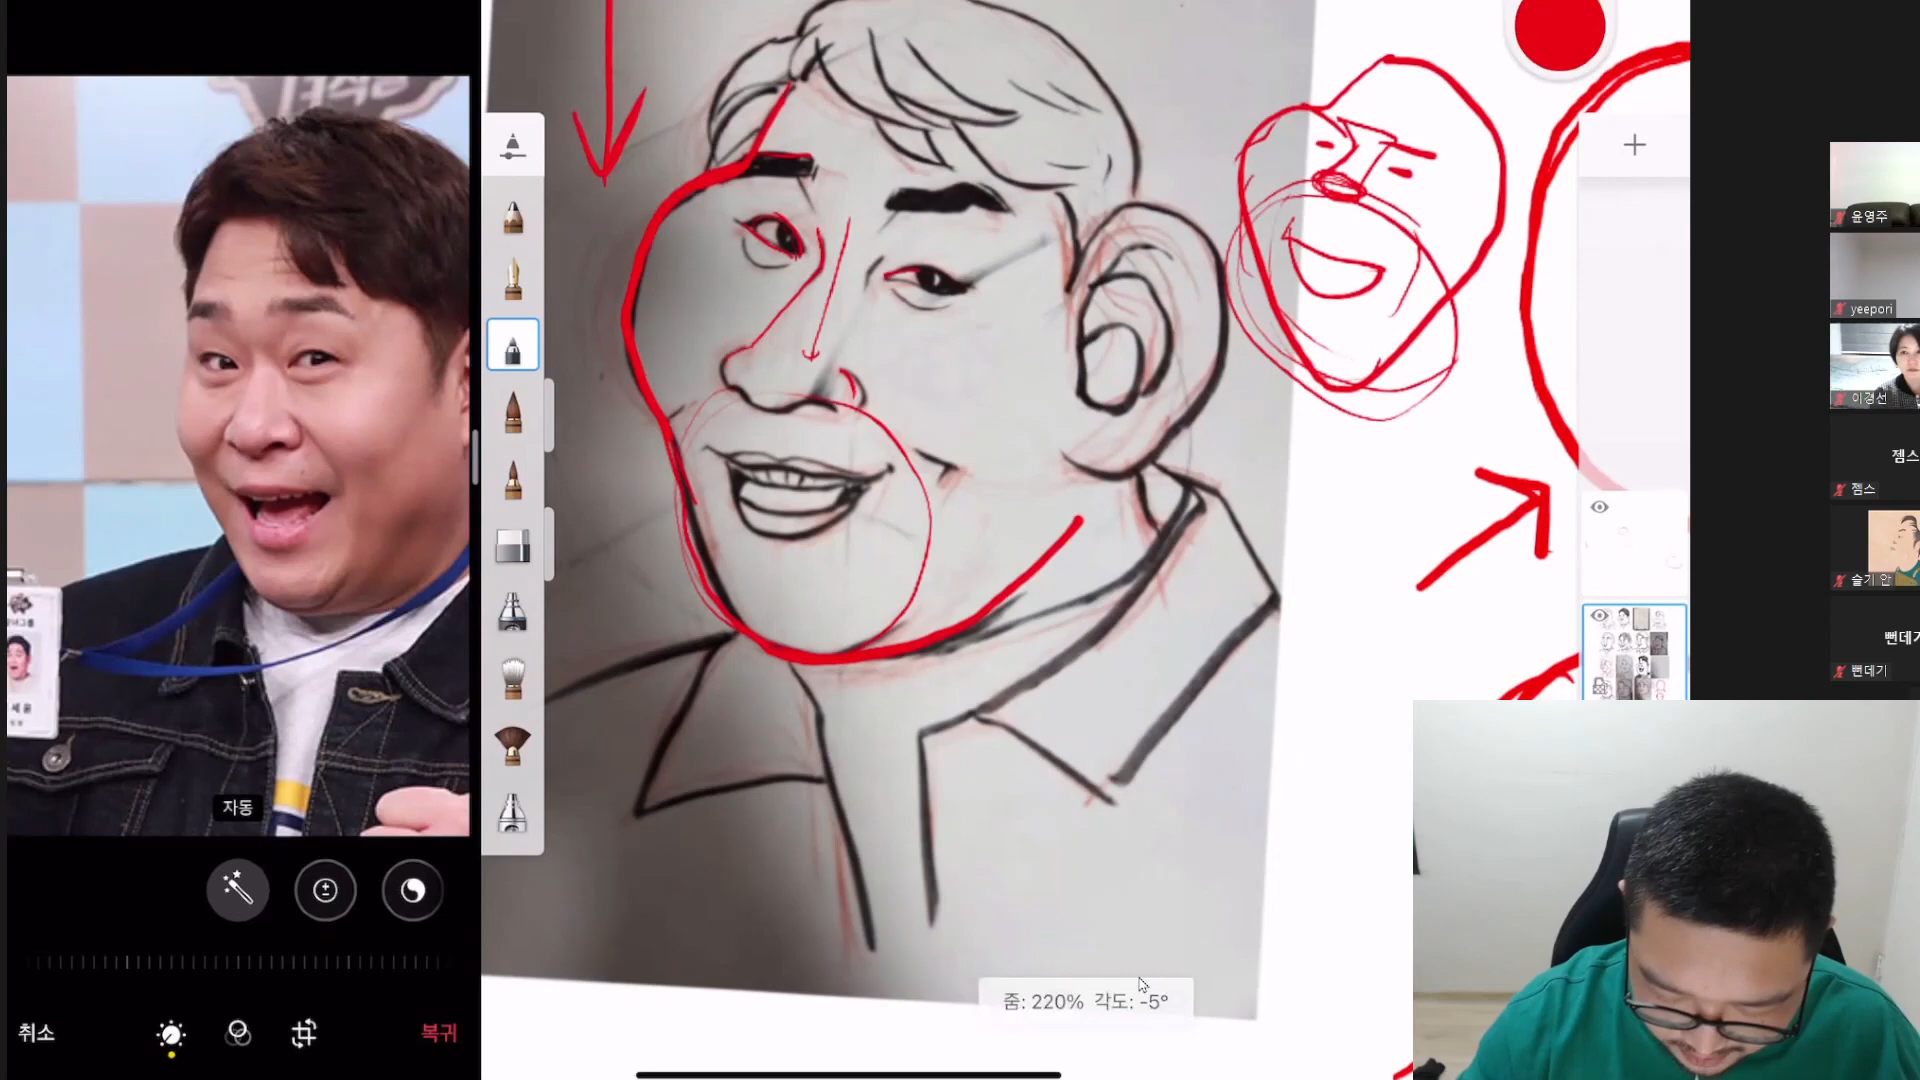 자동
취소
복귀
줌: 220% 각도: -5°
윤영주
yeepori
이경선
젬스
젬스
슬기 안
뻔데기
뻔데기